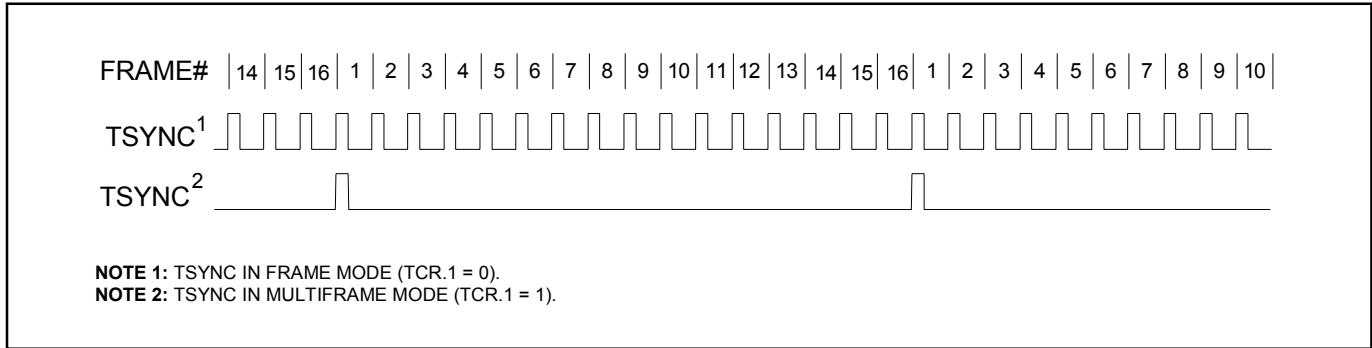 FRAME# 14 15 16 1 2 3 4 5 6 7 8 9 10 11 12 13 14 15 16 1 2 3 4 5 6 7 8 9 10
TSYNC1
TSYNC2
NOTE 1: TSYNC IN FRAME MODE (TCR.1 = 0).
NOTE 2: TSYNC IN MULTIFRAME MODE (TCR.1 = 1).